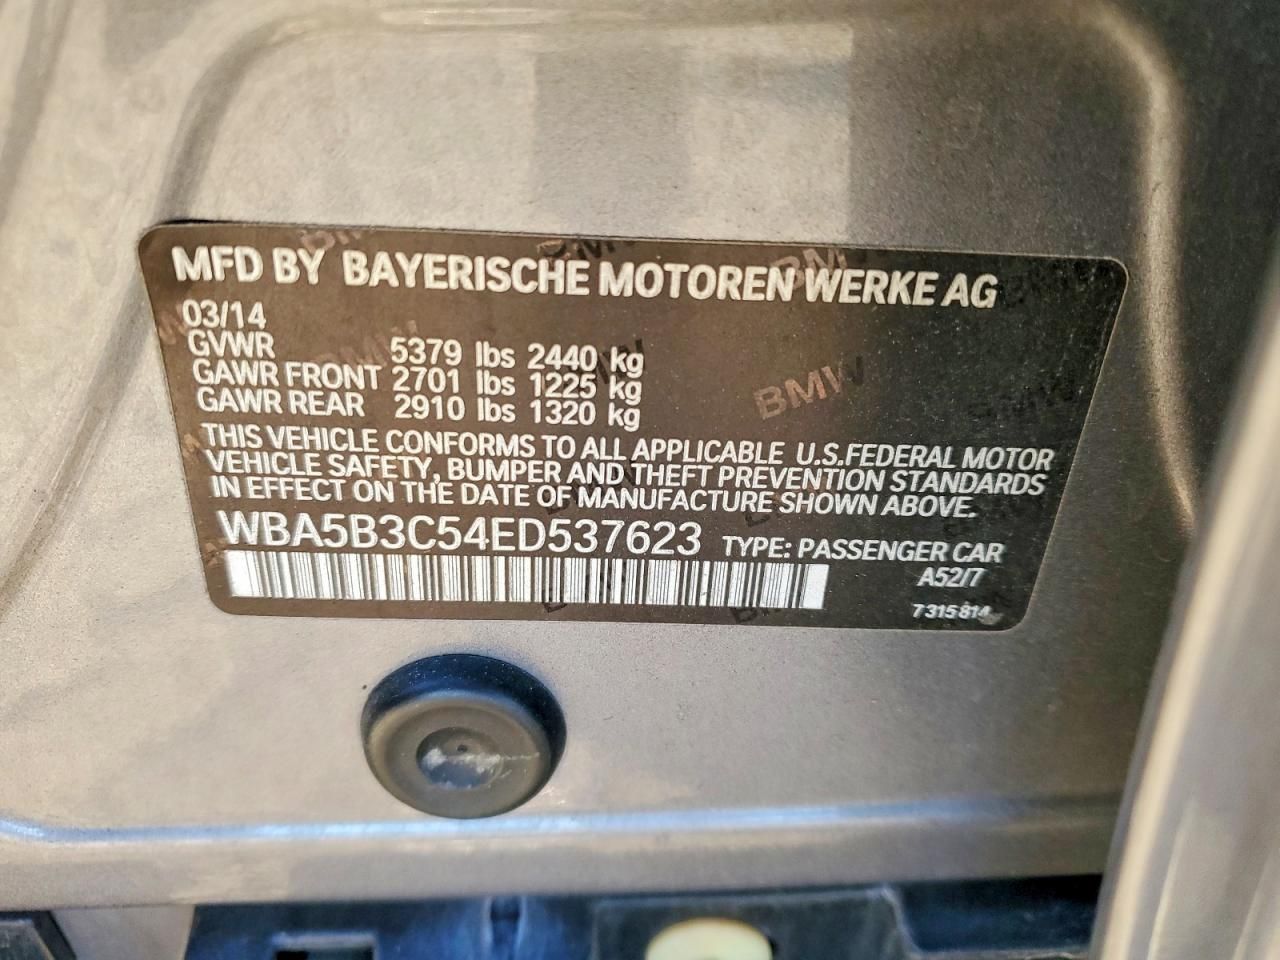 MFD BY BAYERISCHE MOTOREN WERKE AG
03/14
GVWR 5379 lbs 2440 kg
GAWR FRONT 2701 lbs 1225 kg
GAWR REAR 2910 lbs 1320 kg
THIS VEHICLE CONFORMS TO ALL APPLICABLE U.S.FEDERAL MOTOR
VEHICLE SAFETY, BUMPER AND THEFT PREVENTION STANDARDS
IN EFFECT ON THE DATE OF MANUFACTURE SHOWN ABOVE.
WBA5B3C54ED537623 TYPE: PASSENGER CAR
A52/7
7315814